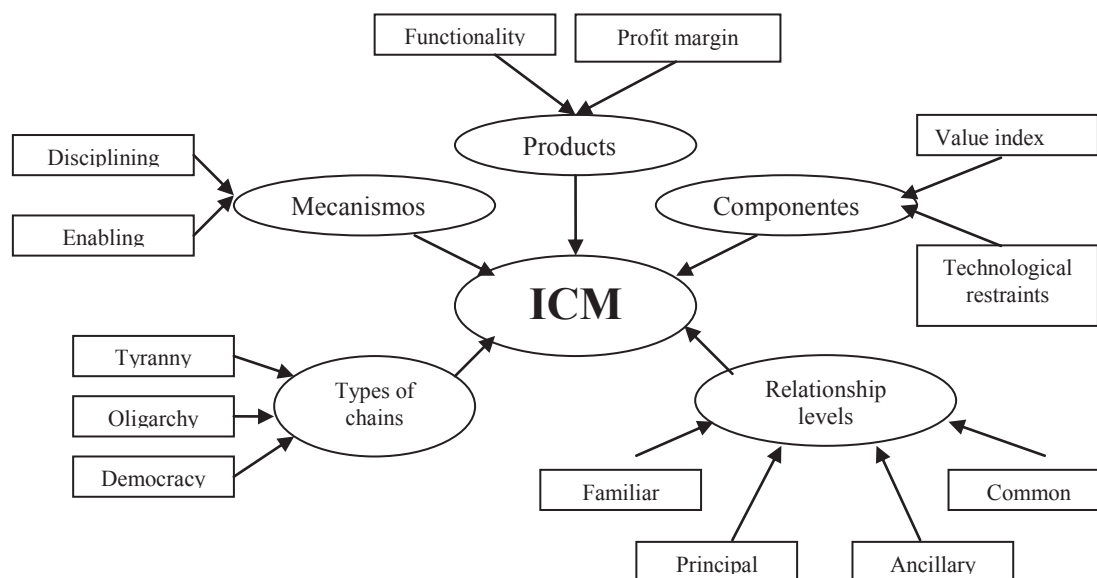 Functionality
Profit margin
Products
Value index
Disciplining
Mecanismos
Componentes
Enabling
Technological
restraints
ICM
Tyranny
Types of
chains
Oligarchy
Democracy
Relationship
levels
Familiar
Common
Principal
Ancillary